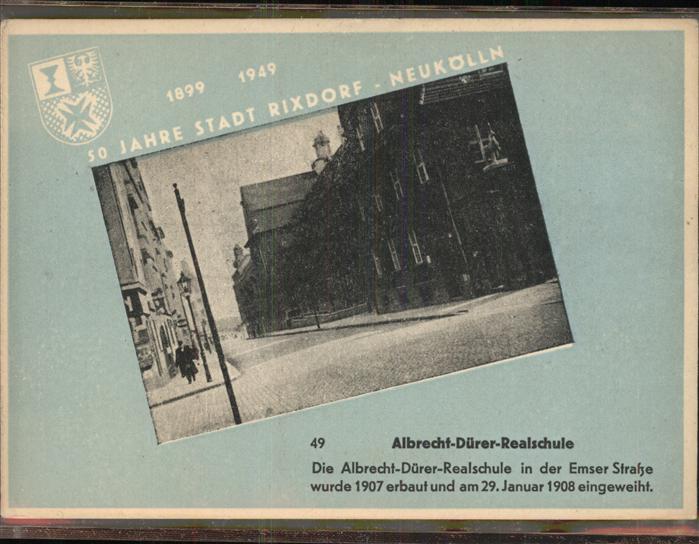 1899 1949
50 JAHRE STADT RIXDORF - NEUKÖLLN
49 Albrecht-Dürer-Realschule
Die Albrecht-Dürer-Realschule in der Emser Straße
wurde 1907 erbaut und am 29. Januar 1908 eingeweiht.